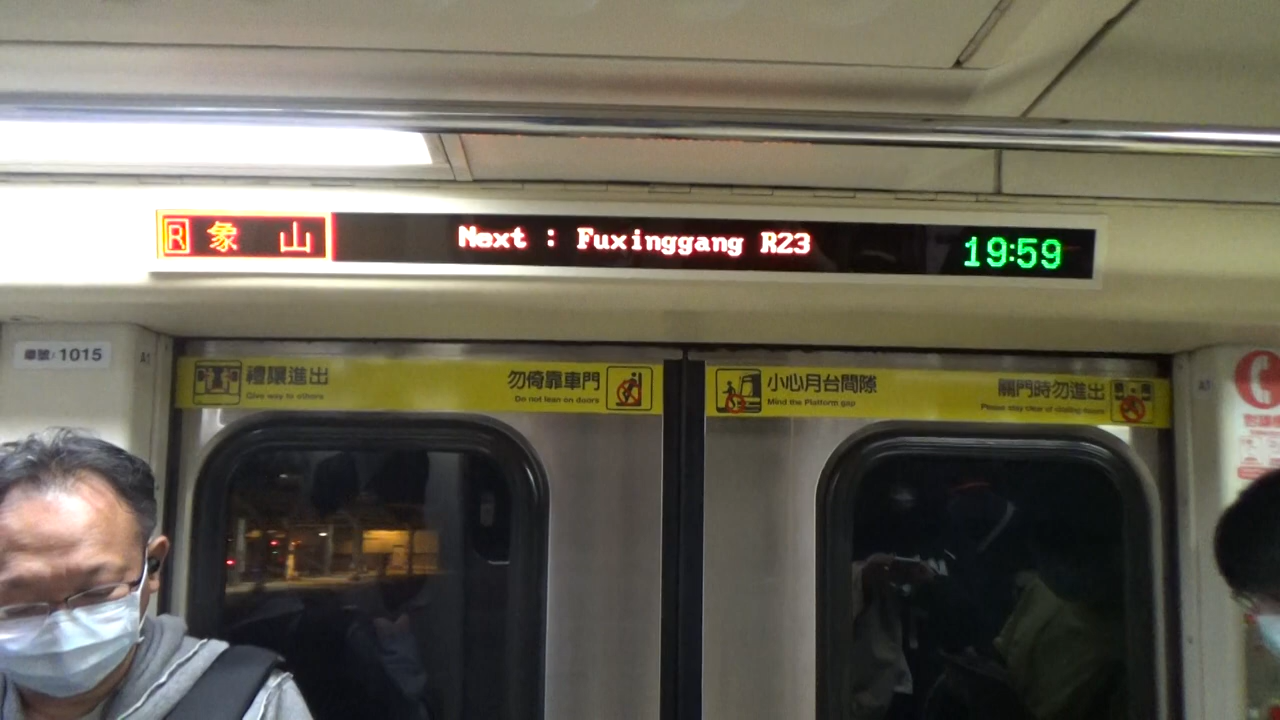 R 象 山
Next : Fuxinggang R23
19:59
車號:1015
A1
禮讓進出
Give way to others
勿倚靠車門
Do not lean on doors
小心月台間隙
Mind the Platform gap
關門時勿進出
Please stay clear of closing doors